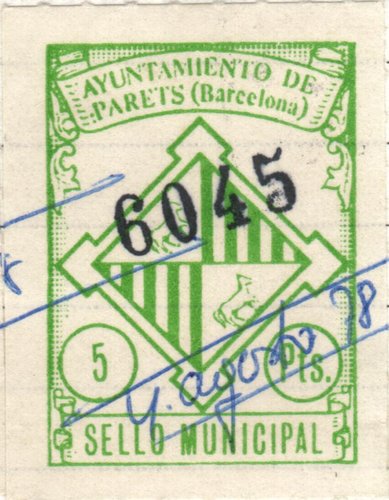 AYUNTAMIENTO DE
PARETS (Barcelona)
6045
5 Pts.
4. agosto 78
SELLO MUNICIPAL